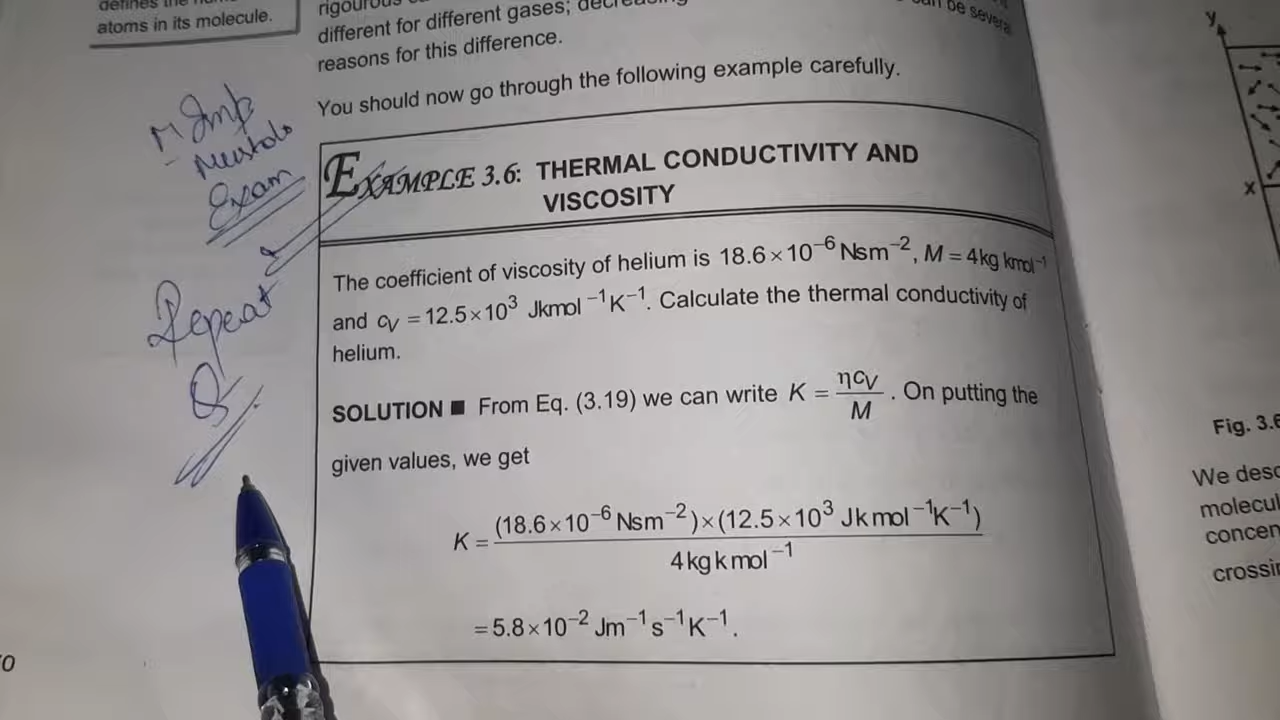 atoms in its molecule.
different for different gases;
reasons for this difference.
You should now go through the following example carefully.
Imp
Exam
Repeat
Q
EXAMPLE 3.6: THERMAL CONDUCTIVITY AND
VISCOSITY
The coefficient of viscosity of helium is 18.6 × 10⁻⁶ Nsm⁻², M = 4kg kmol⁻¹
and c_V = 12.5 × 10³ Jkmol⁻¹K⁻¹. Calculate the thermal conductivity of
helium.
SOLUTION ■ From Eq. (3.19) we can write K = ηc_V / M . On putting the
given values, we get
K = (18.6 × 10⁻⁶ Nsm⁻²) × (12.5 × 10³ Jkmol⁻¹K⁻¹) / 4kgkmol⁻¹
= 5.8 × 10⁻² Jm⁻¹s⁻¹K⁻¹.
y
x
Fig. 3.6
We desc
molecul
concen
crossin